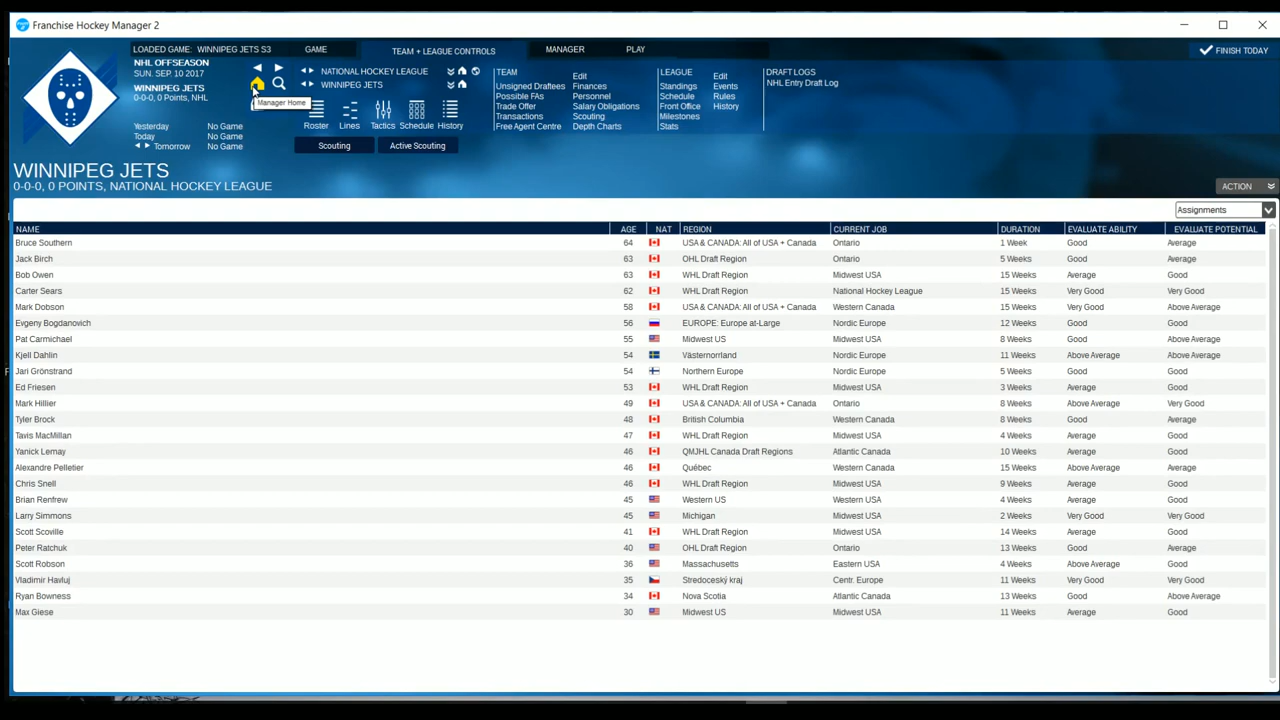 Franchise Hockey Manager 2
LOADED GAME: WINNIPEG JETS S3 GAME TEAM + LEAGUE CONTROLS MANAGER PLAY FINISH TODAY
NHL OFFSEASON
SUN. SEP. 10 2017
WINNIPEG JETS
0-0-0, 0 Points, NHL
Yesterday No Game
Today No Game
Tomorrow No Game
NATIONAL HOCKEY LEAGUE
WINNIPEG JETS
Manager Home
Roster Lines Tactics Schedule History
Scouting Active Scouting
TEAM
Unsigned Draftees
Possible FAs
Trade Offer
Transactions
Free Agent Centre
Edit
Finances
Personnel
Salary Obligations
Scouting
Depth Charts
LEAGUE
Standings
Schedule
Front Office
Milestones
Stats
Edit
Events
Rules
History
DRAFT LOGS
NHL Entry Draft Log
WINNIPEG JETS
0-0-0, 0 POINTS, NATIONAL HOCKEY LEAGUE
ACTION
Assignments
NAME AGE NAT REGION CURRENT JOB DURATION EVALUATE ABILITY EVALUATE POTENTIAL
Bruce Southern 64 USA & CANADA: All of USA + Canada Ontario 1 Week Good Average
Jack Birch 63 OHL Draft Region Ontario 5 Weeks Good Average
Bob Owen 63 WHL Draft Region Midwest USA 15 Weeks Average Good
Carter Sears 62 WHL Draft Region National Hockey League 15 Weeks Very Good Very Good
Mark Dobson 58 USA & CANADA: All of USA + Canada Western Canada 15 Weeks Very Good Above Average
Evgeny Bogdanovich 56 EUROPE: Europe at-Large Nordic Europe 12 Weeks Good Good
Pat Carmichael 55 Midwest US Midwest USA 8 Weeks Good Above Average
Kjell Dahlin 54 Västernorrland Nordic Europe 11 Weeks Above Average Above Average
Jari Grönstrand 54 Northern Europe Nordic Europe 5 Weeks Good Good
Ed Friesen 53 WHL Draft Region Midwest USA 3 Weeks Average Good
Mark Hillier 49 USA & CANADA: All of USA + Canada Ontario 8 Weeks Above Average Very Good
Tyler Brock 48 British Columbia Western Canada 8 Weeks Good Average
Tavis MacMillan 47 WHL Draft Region Midwest USA 4 Weeks Average Good
Yanick Lemay 46 QMJHL Canada Draft Regions Atlantic Canada 10 Weeks Average Good
Alexandre Pelletier 46 Québec Western Canada 15 Weeks Above Average Average
Chris Snell 46 WHL Draft Region Midwest USA 9 Weeks Average Good
Brian Renfrew 45 Western US Western USA 4 Weeks Average Good
Larry Simmons 45 Michigan Midwest USA 2 Weeks Very Good Very Good
Scott Scoville 41 WHL Draft Region Midwest USA 14 Weeks Average Good
Peter Ratchuk 40 OHL Draft Region Ontario 13 Weeks Good Average
Scott Robson 36 Massachusetts Eastern USA 4 Weeks Above Average Good
Vladimir Havluj 35 Stredoceský kraj Centr. Europe 11 Weeks Very Good Very Good
Ryan Bowness 34 Nova Scotia Atlantic Canada 13 Weeks Good Above Average
Max Giese 30 Midwest US Midwest USA 11 Weeks Average Good